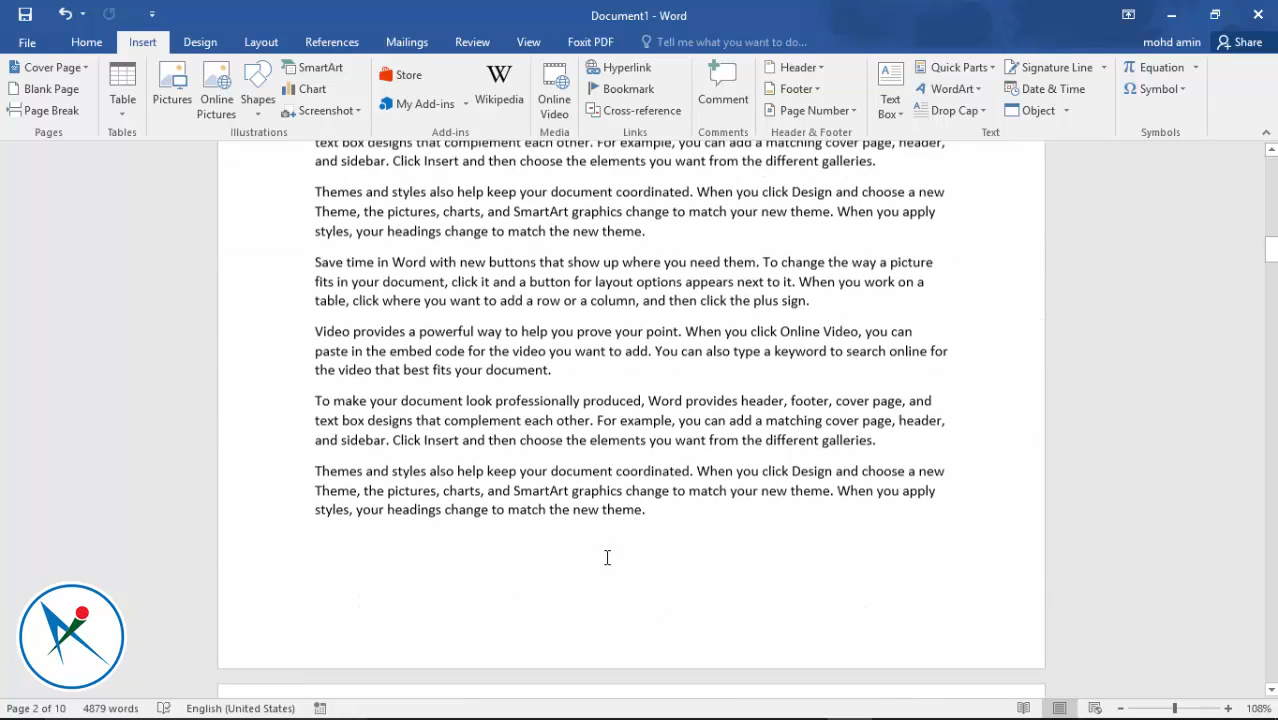 Document1 - Word
File Home Insert Design Layout References Mailings Review View Foxit PDF Tell me what you want to do... mohd amin Share
Cover Page
Blank Page
Page Break
Pages
Table
Tables
Pictures
Online Pictures
Shapes
SmartArt
Chart
Screenshot
Illustrations
Store
My Add-ins
W
Wikipedia
Add-ins
Online Video
Media
Hyperlink
Bookmark
Cross-reference
Links
Comment
Comments
Header
Footer
Page Number
Header & Footer
Text Box
Quick Parts
WordArt
Drop Cap
Signature Line
Date & Time
Object
Text
Equation
Symbol
Symbols
text box designs that complement each other. For example, you can add a matching cover page, header,
and sidebar. Click Insert and then choose the elements you want from the different galleries.
Themes and styles also help keep your document coordinated. When you click Design and choose a new
Theme, the pictures, charts, and SmartArt graphics change to match your new theme. When you apply
styles, your headings change to match the new theme.
Save time in Word with new buttons that show up where you need them. To change the way a picture
fits in your document, click it and a button for layout options appears next to it. When you work on a
table, click where you want to add a row or a column, and then click the plus sign.
Video provides a powerful way to help you prove your point. When you click Online Video, you can
paste in the embed code for the video you want to add. You can also type a keyword to search online for
the video that best fits your document.
To make your document look professionally produced, Word provides header, footer, cover page, and
text box designs that complement each other. For example, you can add a matching cover page, header,
and sidebar. Click Insert and then choose the elements you want from the different galleries.
Themes and styles also help keep your document coordinated. When you click Design and choose a new
Theme, the pictures, charts, and SmartArt graphics change to match your new theme. When you apply
styles, your headings change to match the new theme.
Page 2 of 10 4879 words English (United States) 108%